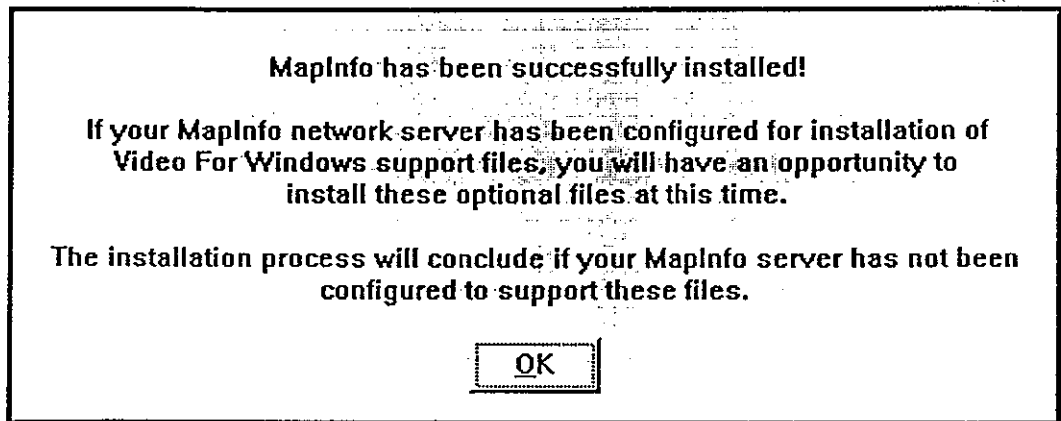 MapInfo has been successfully installed!
If your MapInfo network server has been configured for installation of
Video For Windows support files, you will have an opportunity to
install these optional files at this time.
The installation process will conclude if your MapInfo server has not been
configured to support these files.
OK